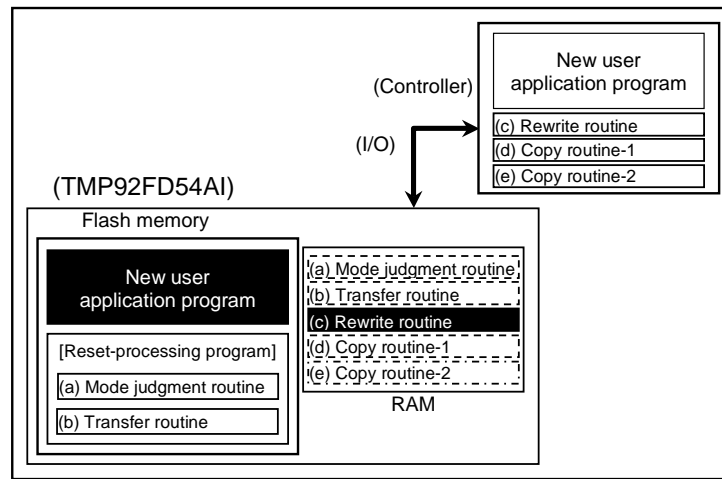 New user
application program
(Controller)
(c) Rewrite routine
(I/O)
(d) Copy routine-1
(e) Copy routine-2
(TMP92FD54AI)
Flash memory
New user
application program
(a) Mode judgment routine
(b) Transfer routine
(c) Rewrite routine
(d) Copy routine-1
(e) Copy routine-2
RAM
[Reset-processing program]
(a) Mode judgment routine
(b) Transfer routine